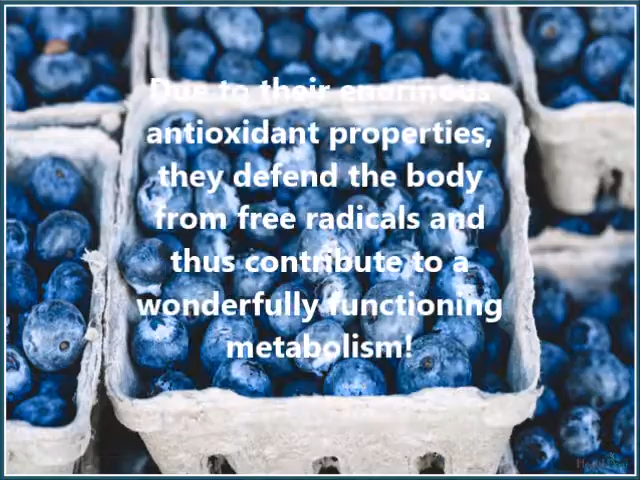 Due to their enormous
antioxidant properties,
they defend the body
from free radicals and
thus contribute to a
wonderfully functioning
metabolism!